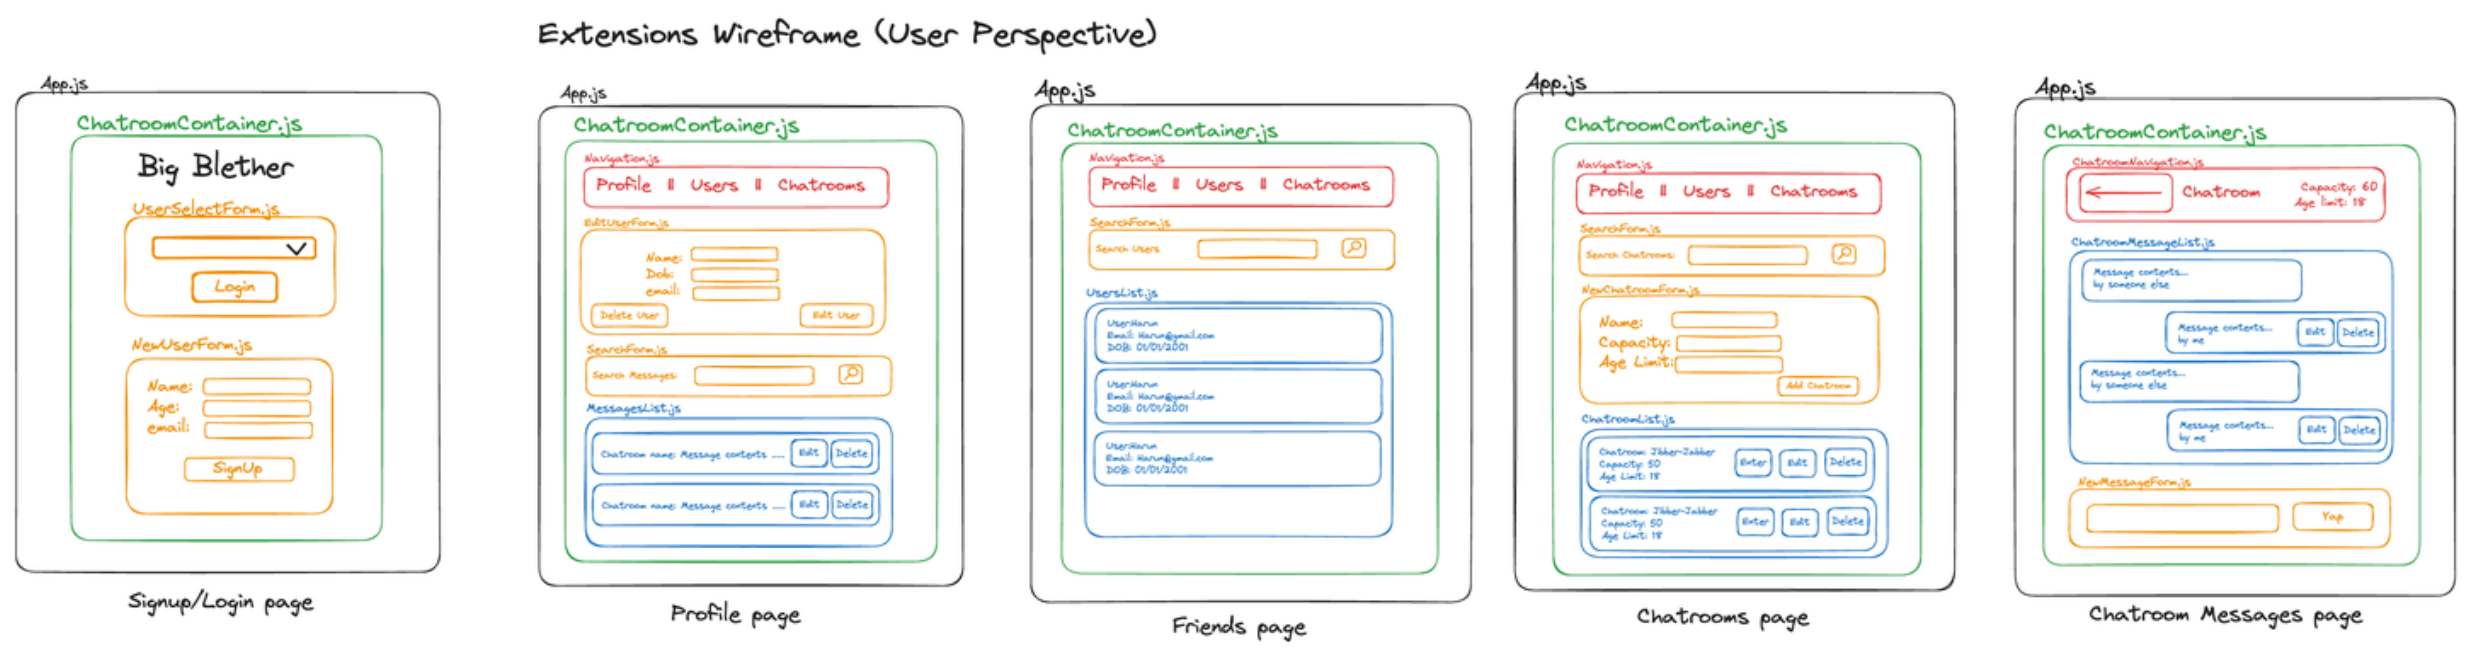 Extensions Wireframe (User Perspective)
App.js
ChatroomContainer.js
Big Blether
UserSelectForm.js
Login
NewUserForm.js
Name:
Age:
email:
SignUp
Signup/Login page
App.js
ChatroomContainer.js
Navigation.js
Profile || Users || Chatrooms
EditUserForm.js
Name:
Dob:
email:
Delete User
Edit User
SearchForm.js
Search Messages:
MessagesList.js
Chatroom name: Message contents ..... Edit Delete
Chatroom name: Message contents ..... Edit Delete
Profile page
App.js
ChatroomContainer.js
Navigation.js
Profile || Users || Chatrooms
SearchForm.js
Search Users
UsersList.js
User:Harun
Email: Harun@gmail.com
DOB: 01/01/2001
User:Harun
Email: Harun@gmail.com
DOB: 01/01/2001
User:Harun
Email: Harun@gmail.com
DOB: 01/01/2001
Friends page
App.js
ChatroomContainer.js
Navigation.js
Profile || Users || Chatrooms
SearchForm.js
Search Chatrooms:
NewChatroomForm.js
Name:
Capacity:
Age Limit:
Add Chatroom
ChatroomList.js
Chatroom: Jibber-Jabber
Capacity: 50
Age Limit: 18
Enter Edit Delete
Chatroom: Jibber-Jabber
Capacity: 50
Age Limit: 18
Enter Edit Delete
Chatrooms page
App.js
ChatroomContainer.js
ChatroomNavigation.js
Chatroom
Capacity: 60
Age limit: 18
ChatroomMessageList.js
Message contents...
by someone else
Message contents...
by me
Edit Delete
Message contents...
by someone else
Message contents...
by me
Edit Delete
NewMessageForm.js
Yap
Chatroom Messages page